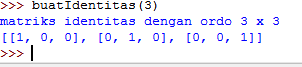 >>> buatIdentitas(3)
matriks identitas dengan ordo 3 x 3
[[1, 0, 0], [0, 1, 0], [0, 0, 1]]
>>>